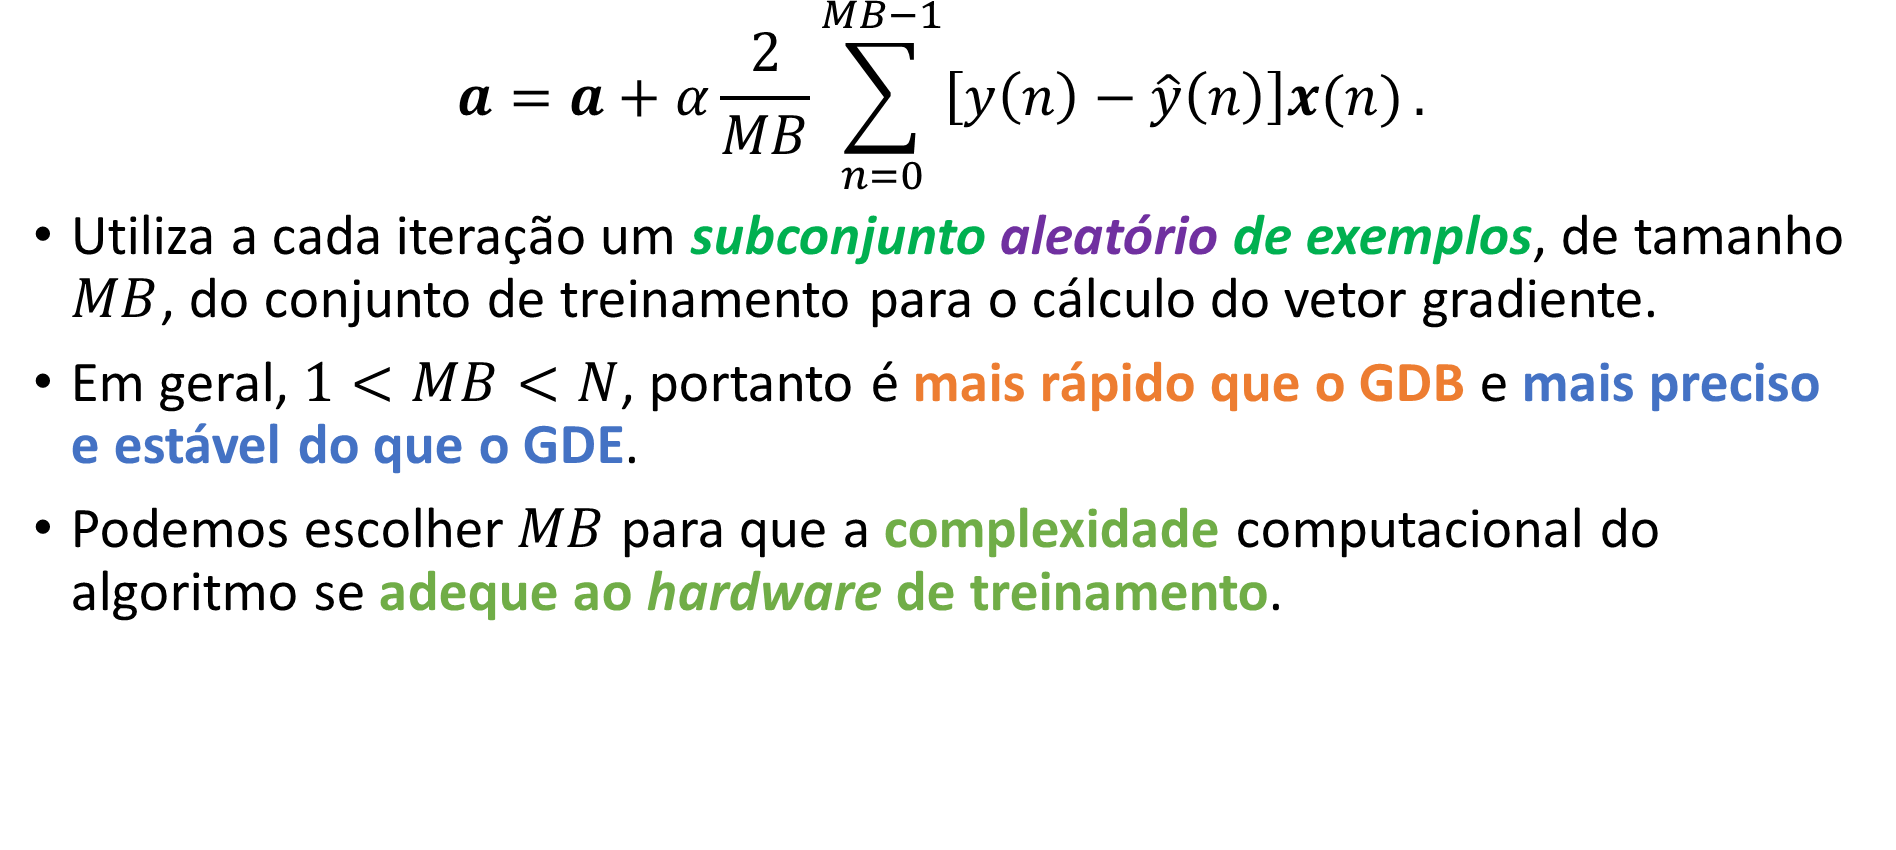 𝒂 = 𝒂 + α 2/MB ∑_{n=0}^{MB−1} [y(n) − ŷ(n)]𝒙(n) .
• Utiliza a cada iteração um subconjunto aleatório de exemplos, de tamanho
MB, do conjunto de treinamento para o cálculo do vetor gradiente.
• Em geral, 1 < MB < N, portanto é mais rápido que o GDB e mais preciso
e estável do que o GDE.
• Podemos escolher MB para que a complexidade computacional do
algoritmo se adeque ao hardware de treinamento.